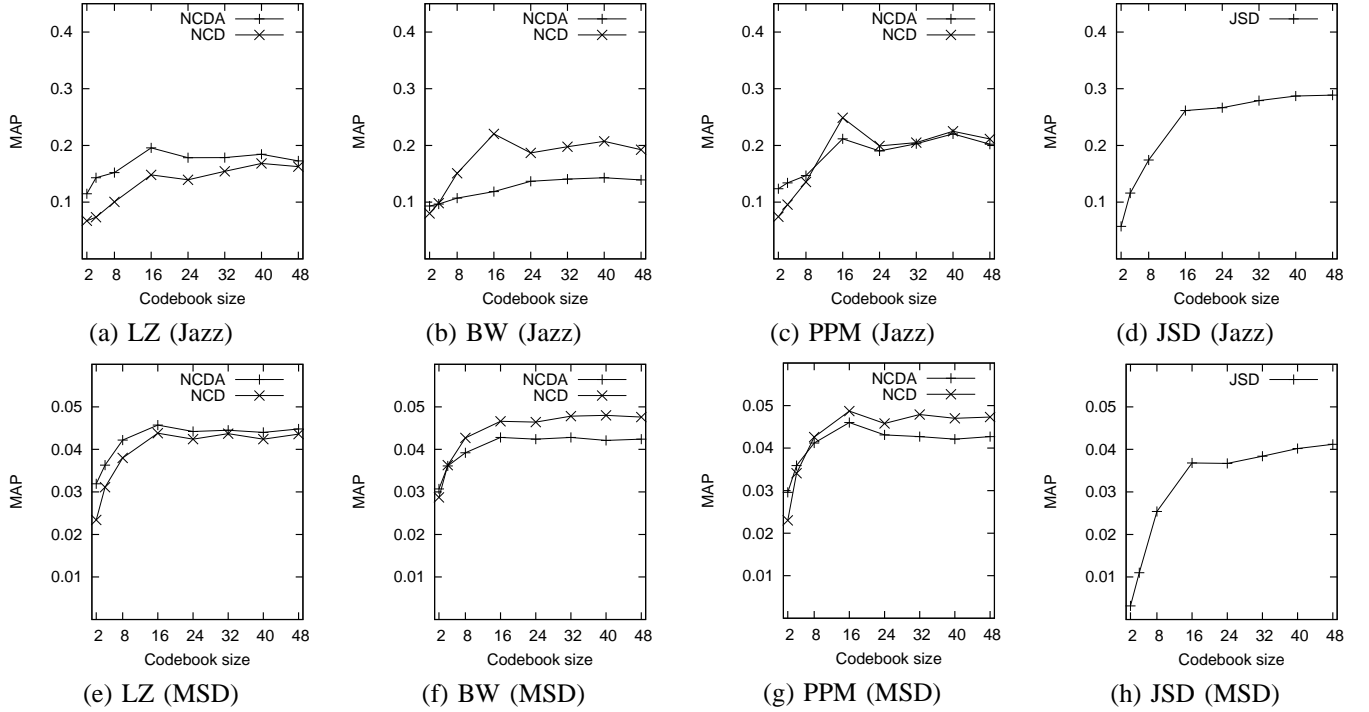 NCDA
NCD
0.4
0.3
0.2
0.1
MAP
2 8 16 24 32 40 48
Codebook size
(a) LZ (Jazz)
NCDA
NCD
0.4
0.3
0.2
0.1
MAP
2 8 16 24 32 40 48
Codebook size
(b) BW (Jazz)
NCDA
NCD
0.4
0.3
0.2
0.1
MAP
2 8 16 24 32 40 48
Codebook size
(c) PPM (Jazz)
JSD
0.4
0.3
0.2
0.1
MAP
2 8 16 24 32 40 48
Codebook size
(d) JSD (Jazz)
NCDA
NCD
0.05
0.04
0.03
0.02
0.01
MAP
2 8 16 24 32 40 48
Codebook size
(e) LZ (MSD)
NCDA
NCD
0.05
0.04
0.03
0.02
0.01
MAP
2 8 16 24 32 40 48
Codebook size
(f) BW (MSD)
NCDA
NCD
0.05
0.04
0.03
0.02
0.01
MAP
2 8 16 24 32 40 48
Codebook size
(g) PPM (MSD)
JSD
0.05
0.04
0.03
0.02
0.01
MAP
2 8 16 24 32 40 48
Codebook size
(h) JSD (MSD)